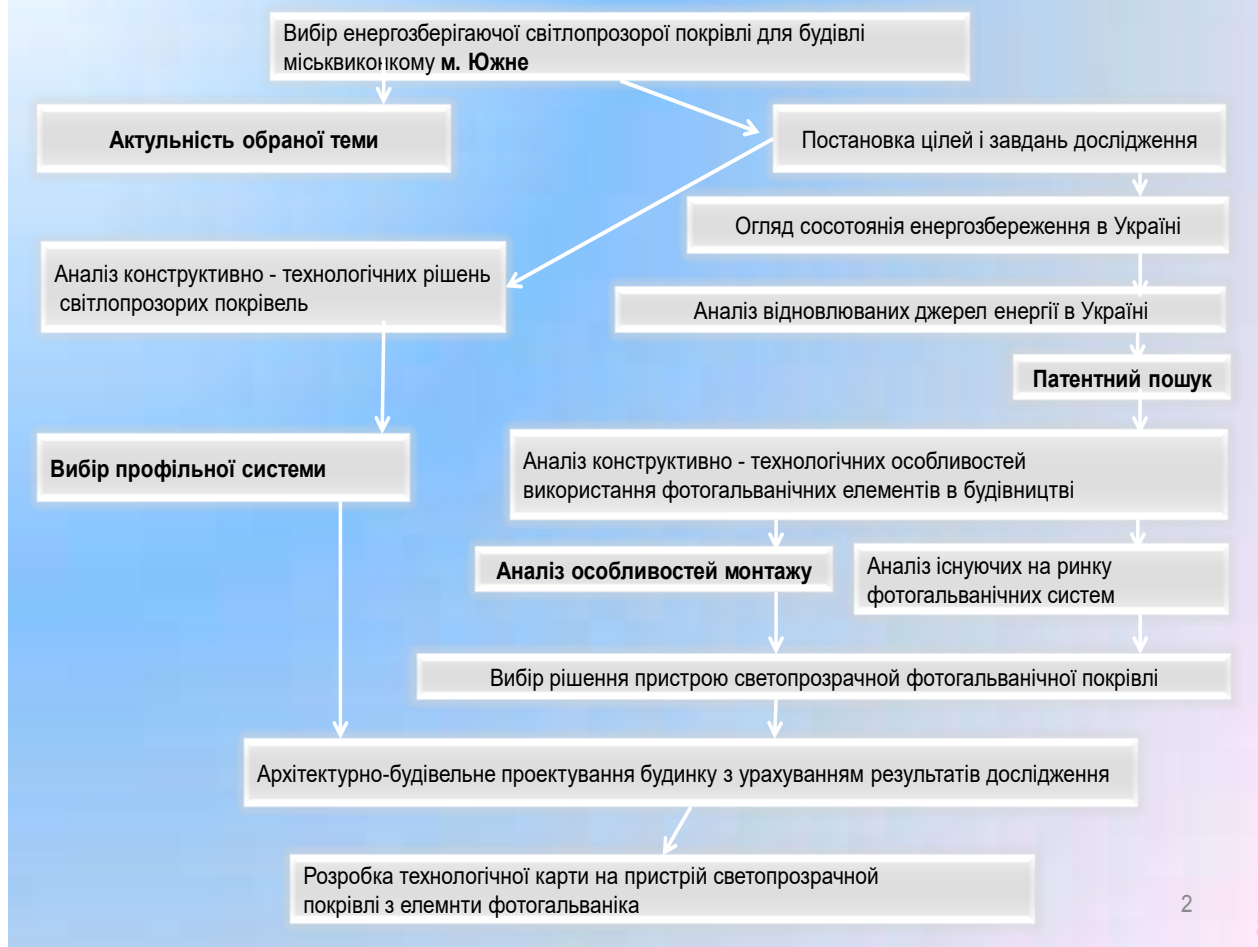 Вибір енергозберігаючої світлопрозорої покрівлі для будівлі
міськвиконкому м. Южне
Актульність обраної теми
Постановка цілей і завдань дослідження
Огляд сосотоянія енергозбереження в Україні
Аналіз конструктивно - технологічних рішень
світлопрозорих покрівель
Аналіз відновлюваних джерел енергії в Україні
Патентний пошук
Вибір профільної системи
Аналіз конструктивно - технологічних особливостей
використання фотогальванічних елементів в будівництві
Аналіз особливостей монтажу
Аналіз існуючих на ринку
фотогальванічних систем
Вибір рішення пристрою светопрозрачной фотогальванічної покрівлі
Архітектурно-будівельне проектування будинку з урахуванням результатів дослідження
Розробка технологічної карти на пристрій светопрозрачной
покрівлі з елемнти фотогальваніка
2